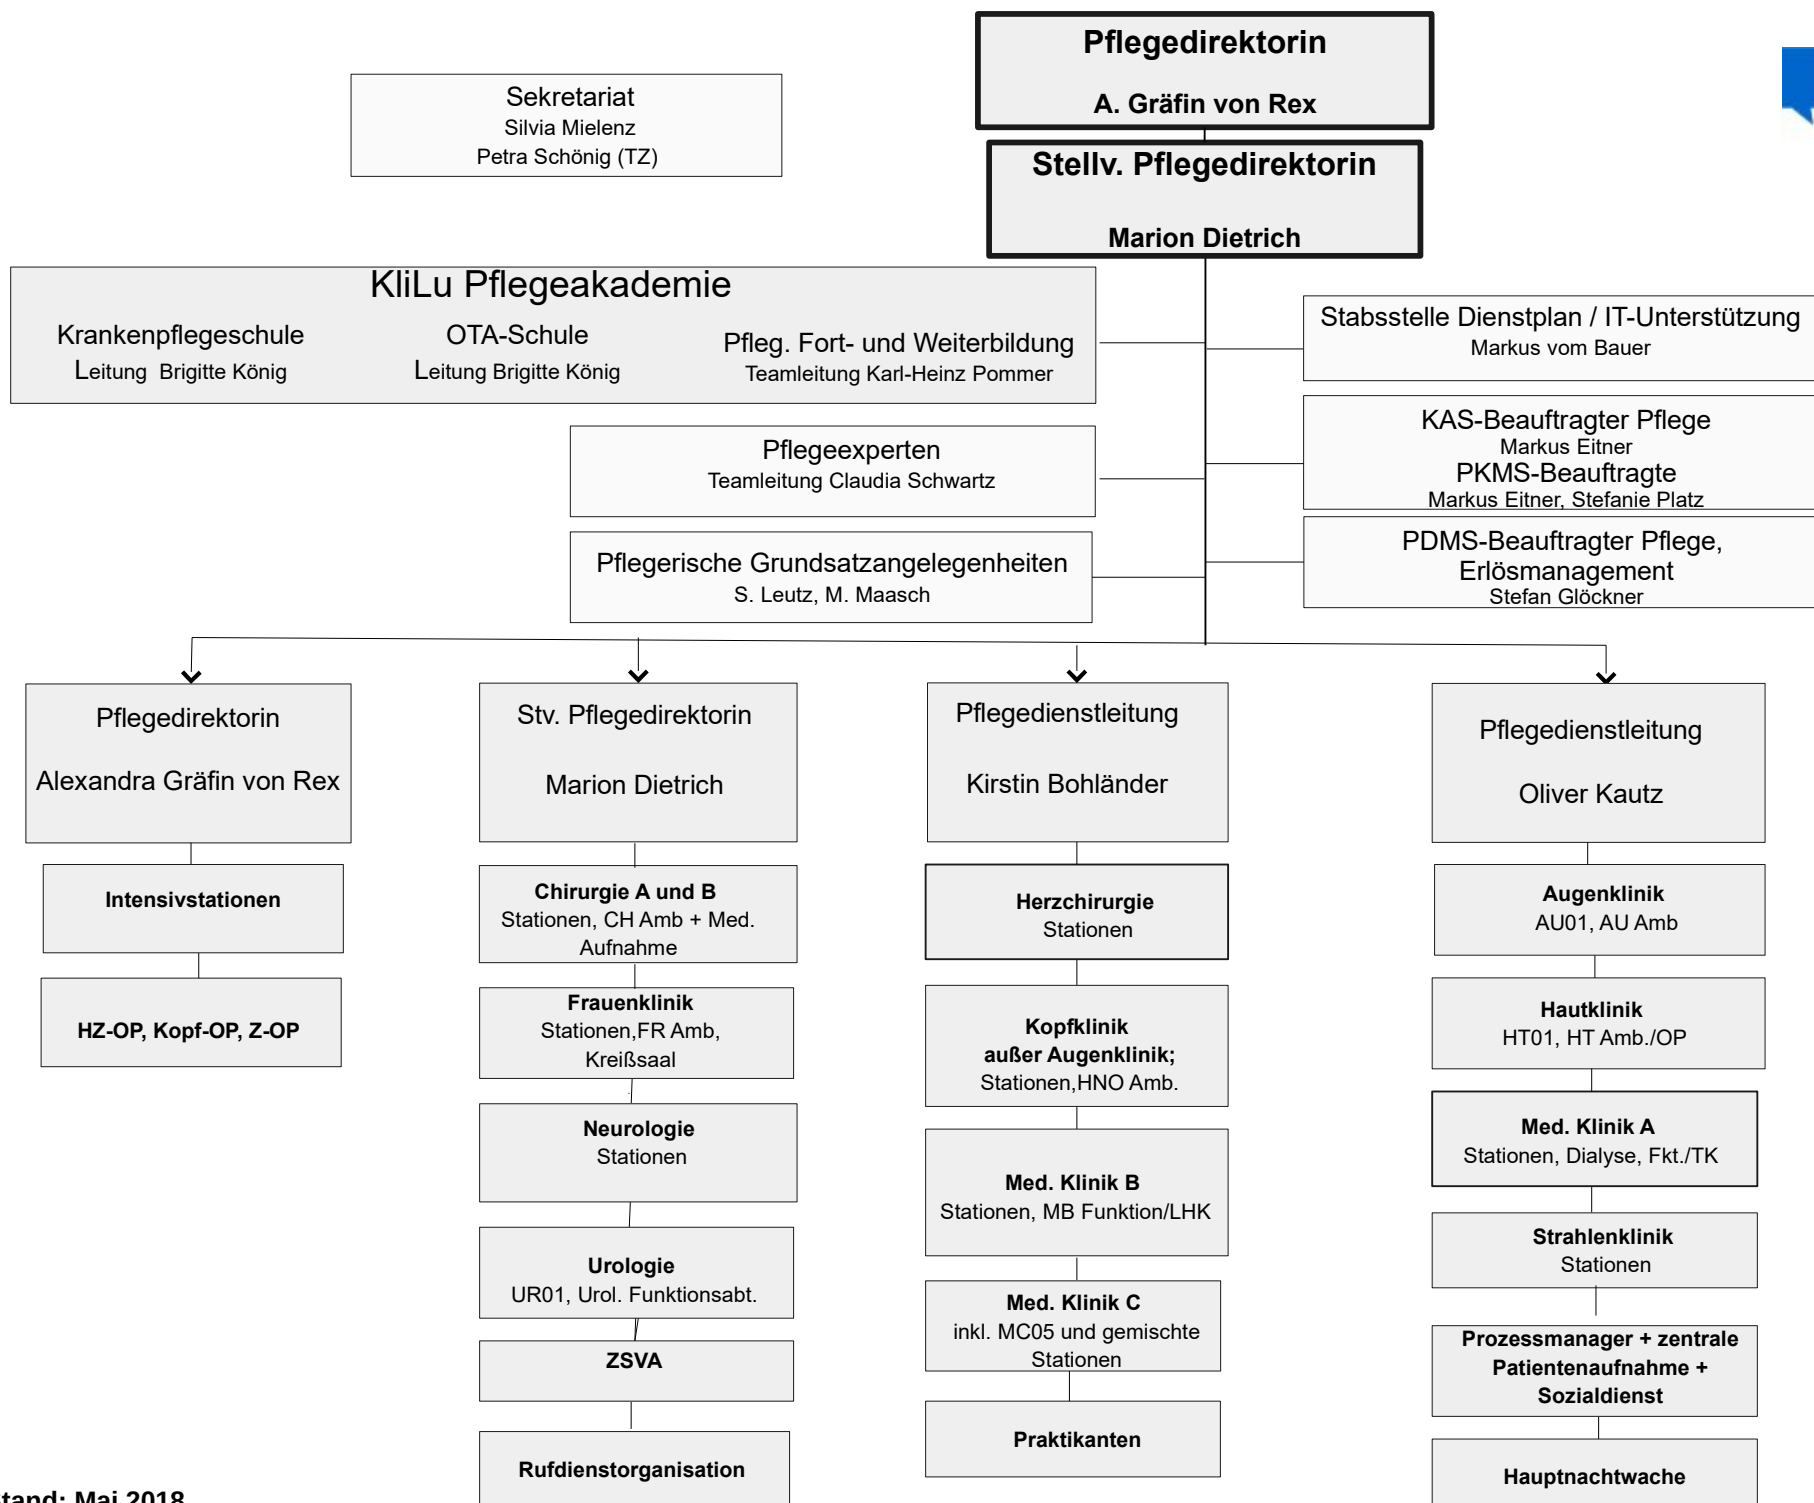 Pflegedirektorin
A. Gräfin von Rex
Sekretariat
Silvia Mielenz
Petra Schönig (TZ)
Stellv. Pflegedirektorin
Marion Dietrich
KliLu Pflegeakademie
Krankenpflegeschule
Leitung Brigitte König
OTA-Schule
Leitung Brigitte König
Pfleg. Fort- und Weiterbildung
Teamleitung Karl-Heinz Pommer
Stabsstelle Dienstplan / IT-Unterstützung
Markus vom Bauer
Pflegeexperten
Teamleitung Claudia Schwartz
KAS-Beauftragter Pflege
Markus Eitner
PKMS-Beauftragte
Markus Eitner, Stefanie Platz
Pflegerische Grundsatzangelegenheiten
S. Leutz, M. Maasch
PDMS-Beauftragter Pflege,
Erlösmanagement
Stefan Glöckner
Pflegedirektorin
Alexandra Gräfin von Rex
Intensivstationen
HZ-OP, Kopf-OP, Z-OP
Stv. Pflegedirektorin
Marion Dietrich
Chirurgie A und B
Stationen, CH Amb + Med.
Aufnahme
Frauenklinik
Stationen,FR Amb,
Kreißsaal
Neurologie
Stationen
Urologie
UR01, Urol. Funktionsabt.
ZSVA
Rufdienstorganisation
Pflegedienstleitung
Kirstin Bohländer
Herzchirurgie
Stationen
Kopfklinik
außer Augenklinik;
Stationen,HNO Amb.
Med. Klinik B
Stationen, MB Funktion/LHK
Med. Klinik C
inkl. MC05 und gemischte
Stationen
Praktikanten
Pflegedienstleitung
Oliver Kautz
Augenklinik
AU01, AU Amb
Hautklinik
HT01, HT Amb./OP
Med. Klinik A
Stationen, Dialyse, Fkt./TK
Strahlenklinik
Stationen
Prozessmanager + zentrale
Patientenaufnahme +
Sozialdienst
Hauptnachtwache
Stand: Mai 2018